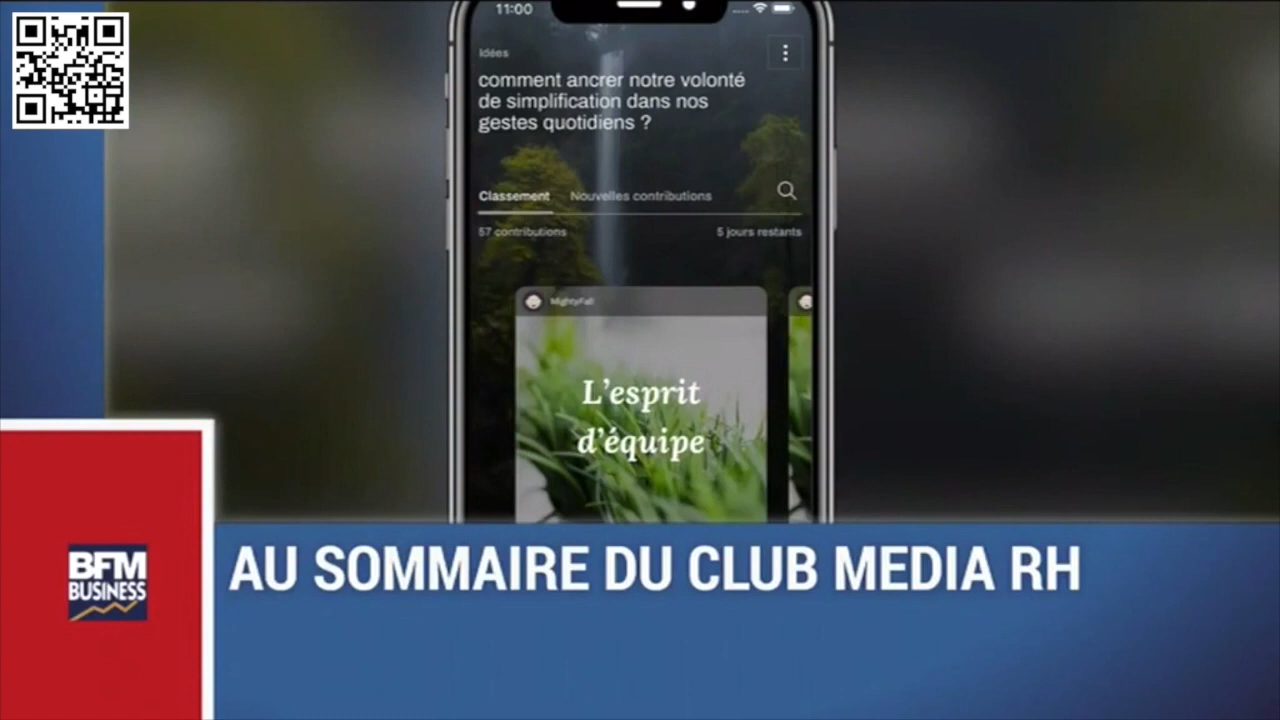 11:00
Idées
comment ancrer notre volonté
de simplification dans nos
gestes quotidiens ?
Classement
Nouvelles contributions
57 contributions
5 jours restants
MightyFall
L'esprit
d'équipe
BFM
BUSINESS
AU SOMMAIRE DU CLUB MEDIA RH